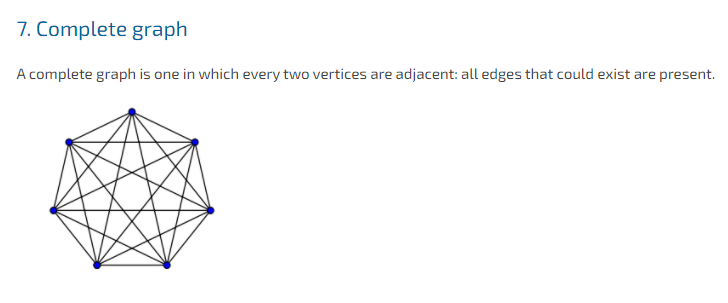 7. Complete graph
A complete graph is one in which every two vertices are adjacent: all edges that could exist are present.